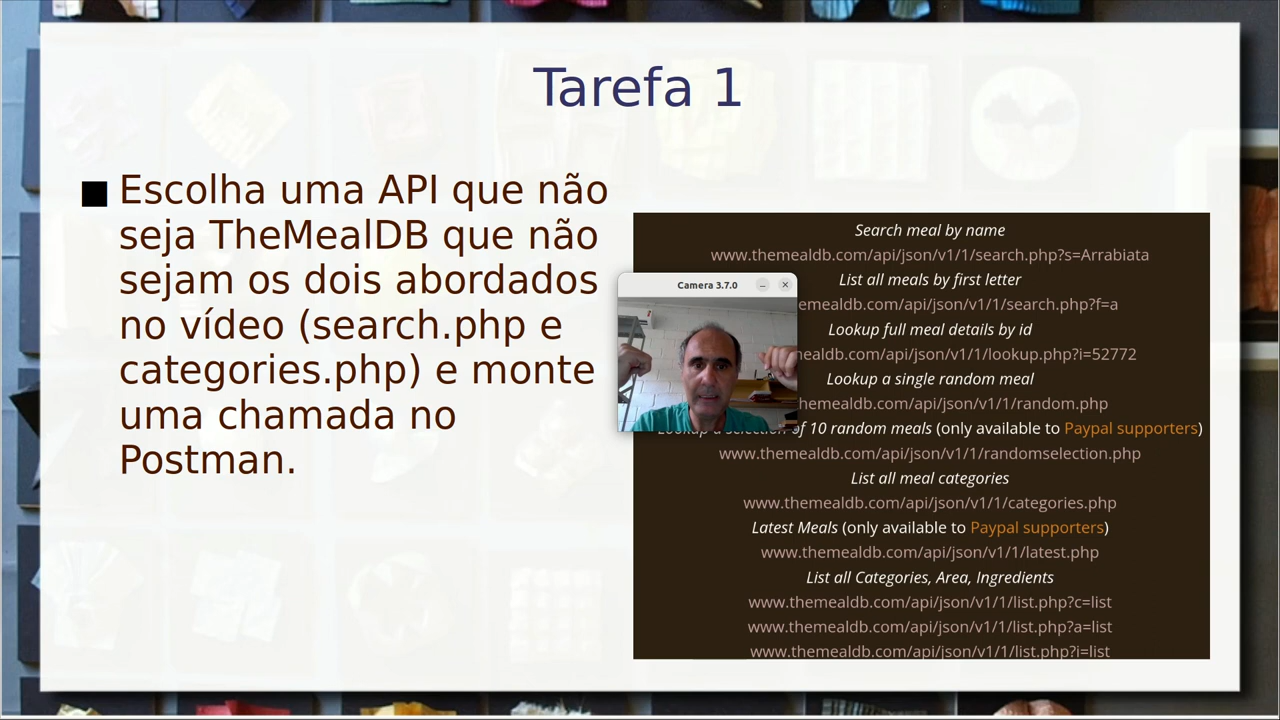 Tarefa 1
Escolha uma API que não
seja TheMealDB que não
sejam os dois abordados
no vídeo (search.php e
categories.php) e monte
uma chamada no
Postman.
Search meal by name
www.themealdb.com/api/json/v1/1/search.php?s=Arrabiata
List all meals by first letter
emealdb.com/api/json/v1/1/search.php?f=a
Camera 3.7.0
Lookup full meal details by id
ealdb.com/api/json/v1/1/lookup.php?i=52772
Lookup a single random meal
hemealdb.com/api/json/v1/1/random.php
Lookup a selection of 10 random meals (only available to Paypal supporters)
www.themealdb.com/api/json/v1/1/randomselection.php
List all meal categories
www.themealdb.com/api/json/v1/1/categories.php
Latest Meals (only available to Paypal supporters)
www.themealdb.com/api/json/v1/1/latest.php
List all Categories, Area, Ingredients
www.themealdb.com/api/json/v1/1/list.php?c=list
www.themealdb.com/api/json/v1/1/list.php?a=list
www.themealdb.com/api/json/v1/1/list.php?i=list